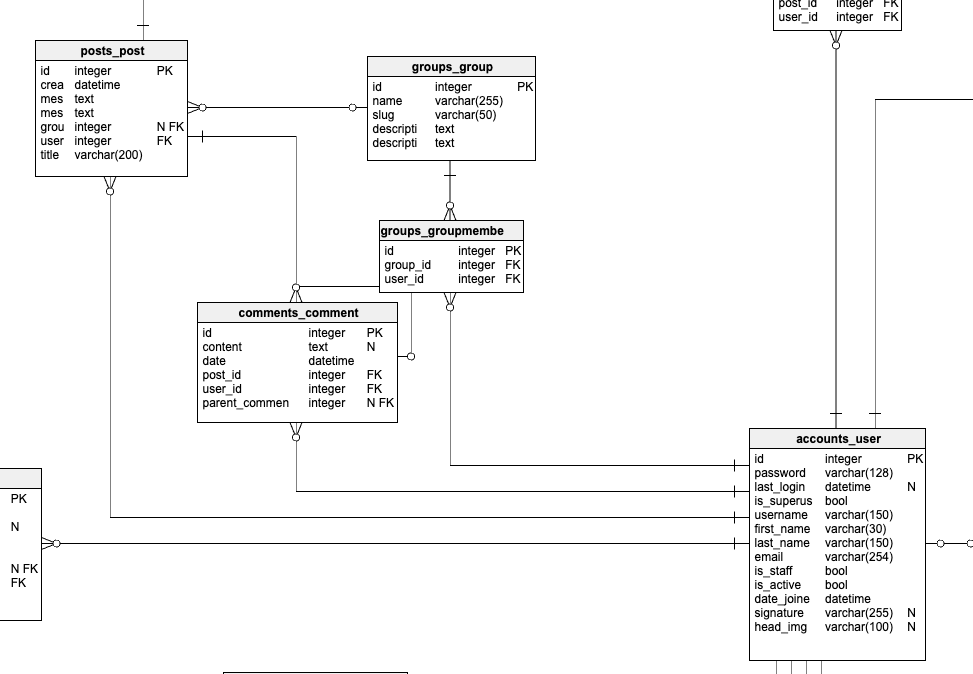 post_id integer FK
user_id integer FK
posts_post
id integer PK
crea datetime
mes text
mes text
grou integer N FK
user integer FK
title varchar(200)
groups_group
id integer PK
name varchar(255)
slug varchar(50)
descripti text
descripti text
groups_groupmembe
id integer PK
group_id integer FK
user_id integer FK
comments_comment
id integer PK
content text N
date datetime
post_id integer FK
user_id integer FK
parent_commen integer N FK
accounts_user
id integer PK
password varchar(128)
last_login datetime N
is_superus bool
username varchar(150)
first_name varchar(30)
last_name varchar(150)
email varchar(254)
is_staff bool
is_active bool
date_joine datetime
signature varchar(255) N
head_img varchar(100) N
PK
N
N FK
FK